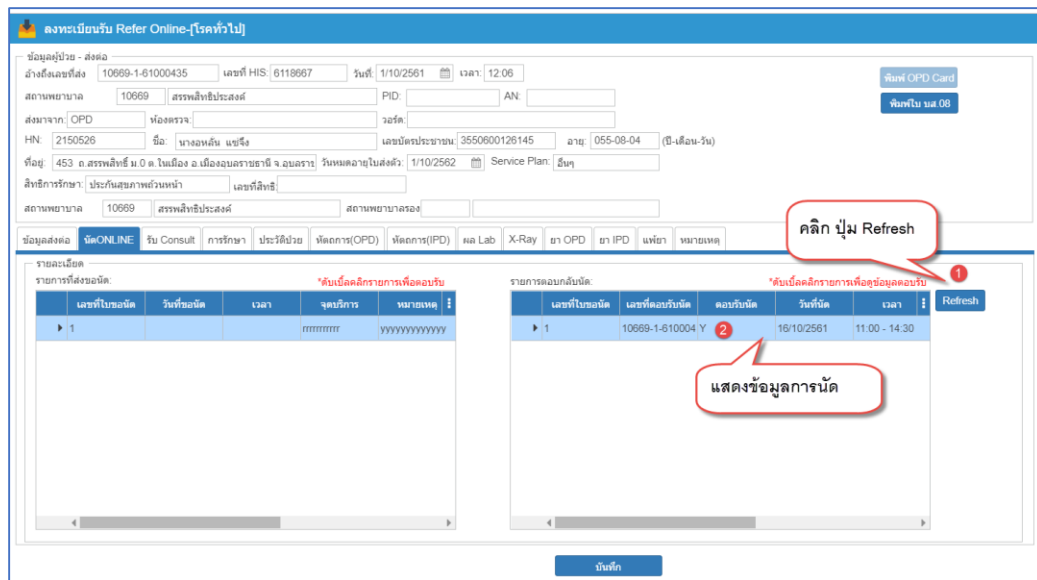 ลงทะเบียนรับ Refer Online-[โรคทั่วไป]
ข้อมูลผู้ป่วย - ส่งต่อ
อ้างถึงเลขที่ส่ง 10669-1-61000435 เลขที่ HIS: 6118667 วันที่: 1/10/2561 เวลา: 12:06
พิมพ์ OPD Card
สถานพยาบาล 10669 สรรพสิทธิประสงค์ PID: AN:
พิมพ์ใบ บส.08
ส่งมาจาก: OPD ห้องตรวจ: วอร์ด:
HN: 2150526 ชื่อ: นางอหลั่น แซ่จึง เลขบัตรประชาชน: 3550600126145 อายุ: 055-08-04 (ปี-เดือน-วัน)
ที่อยู่: 453 ถ.สรรพสิทธิ์ ม.0 ต.ในเมือง อ.เมืองอุบลราชธานี จ.อุบลราช วันหมดอายุใบส่งตัว: 1/10/2562 Service Plan: อื่นๆ
สิทธิการรักษา: ประกันสุขภาพถ้วนหน้า เลขที่สิทธิ:
สถานพยาบาล 10669 สรรพสิทธิประสงค์ สถานพยาบาลรอง
คลิก ปุ่ม Refresh
ข้อมูลส่งต่อ นัดONLINE รับ Consult การรักษา ประวัติป่วย หัตถการ(OPD) หัตถการ(IPD) ผล Lab X-Ray ยา OPD ยา IPD แพ้ยา หมายเหตุ
รายละเอียด
รายการที่ส่งขอนัด: *ดับเบิ้ลคลิกรายการเพื่อตอบรับ รายการตอบกลับนัด: *ดับเบิ้ลคลิกรายการเพื่อดูข้อมูลตอบรับ 1
เลขที่ใบขอนัด วันที่ขอนัด เวลา จุดบริการ หมายเหตุ เลขที่ใบขอนัด เลขที่ตอบรับนัด ตอบรับนัด วันที่นัด เวลา Refresh
1 rrrrrrrrrrr yyyyyyyyyyyyy 1 10669-1-610004 Y 2 16/10/2561 11:00 - 14:30
แสดงข้อมูลการนัด
บันทึก